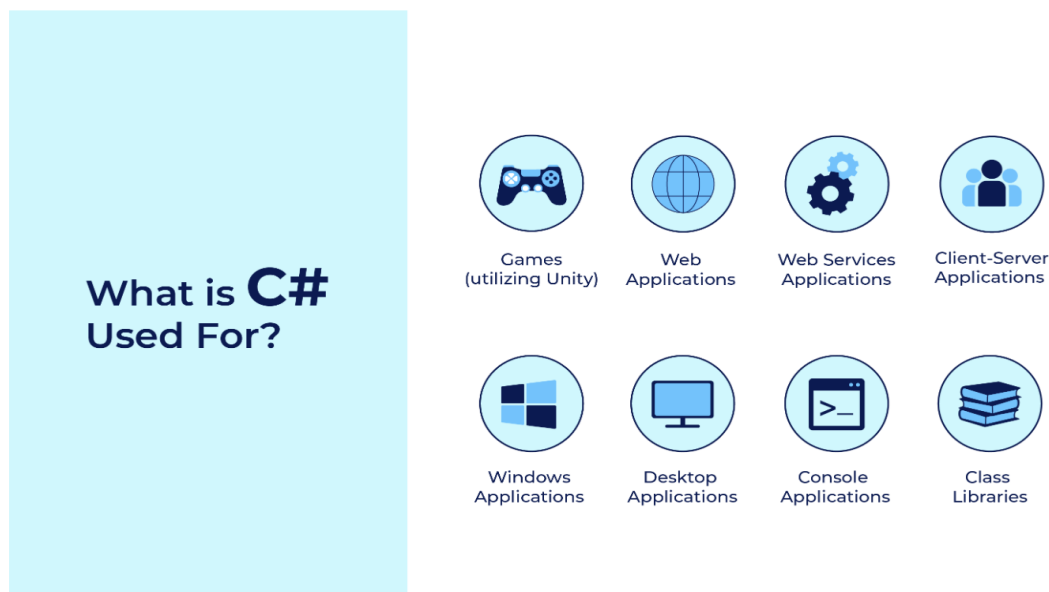 What is C#
Used For?
Games
(utilizing Unity)
Web
Applications
Web Services
Applications
Client-Server
Applications
>_
Windows
Applications
Desktop
Applications
Console
Applications
Class
Libraries